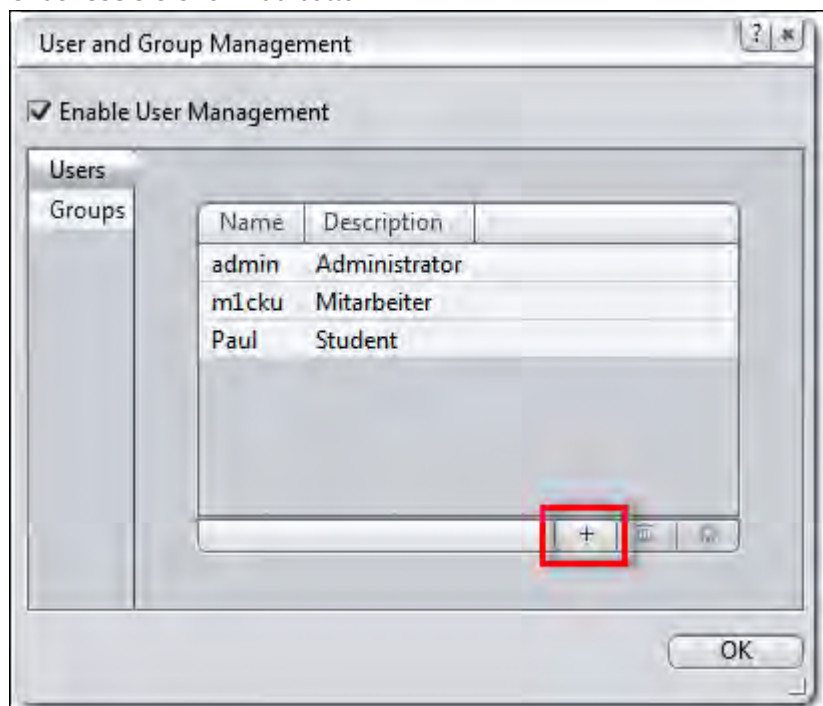 User and Group Management ? ×
Enable User Management
Users
Groups
Name Description
admin Administrator
m1cku Mitarbeiter
Paul Student
+
OK